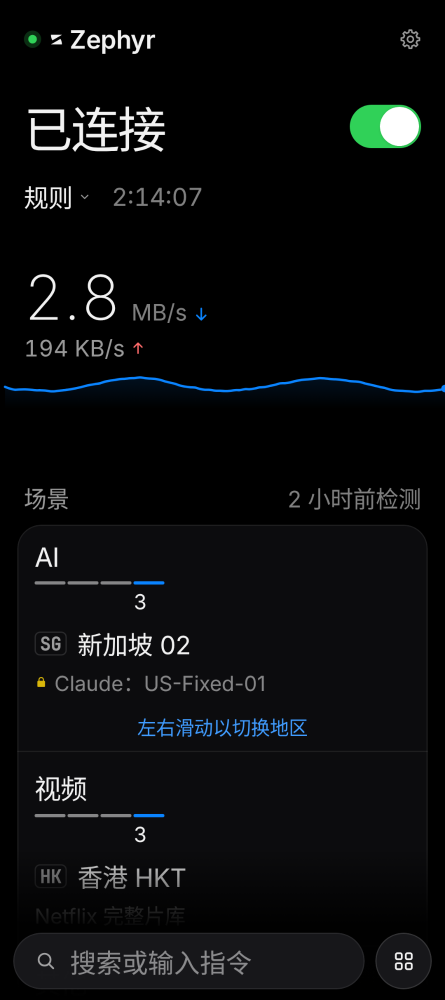 Zephyr
已连接
规则 2:14:07
2.8 MB/s ↓
194 KB/s ↑
场景 2 小时前检测
AI
3
SG 新加坡 02
Claude：US-Fixed-01
左右滑动以切换地区
视频
3
HK 香港 HKT
Netflix 完整片库
搜索或输入指令